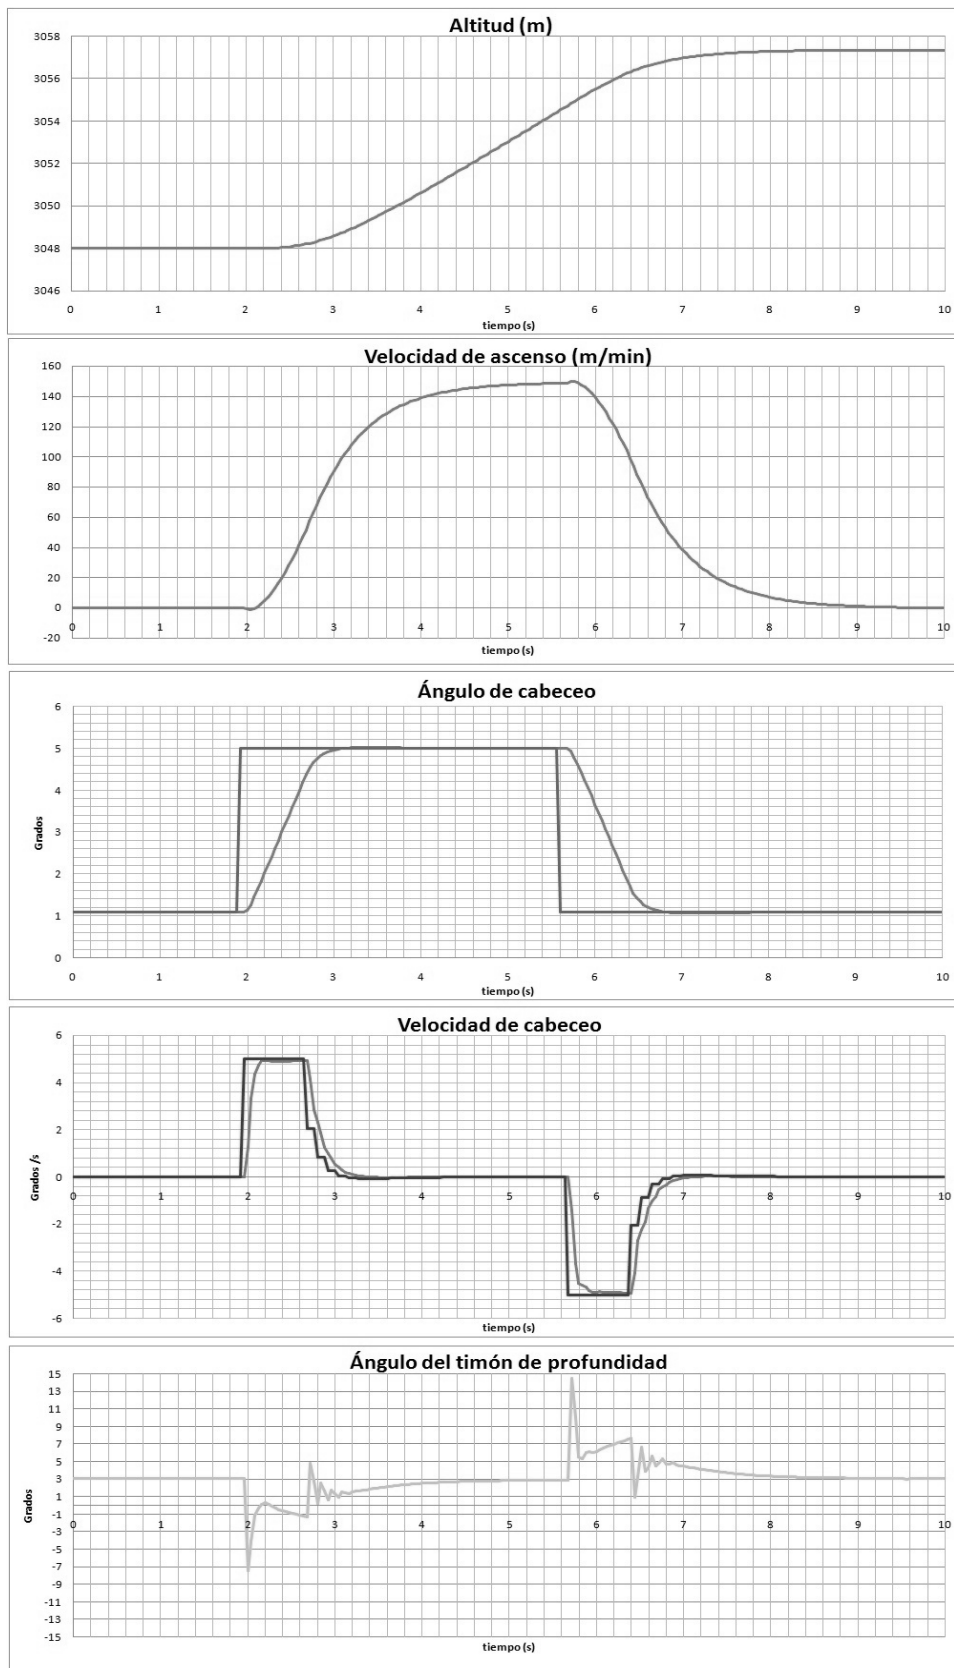 Altitud (m)
3058
3056
3054
3052
3050
3048
3046
0 1 2 3 4 5 6 7 8 9 10
tiempo (s)
Velocidad de ascenso (m/min)
160
140
120
100
80
60
40
20
0
-20
0 1 2 3 4 5 6 7 8 9 10
tiempo (s)
Ángulo de cabeceo
6
5
4
3
2
1
0
Grados
0 1 2 3 4 5 6 7 8 9 10
tiempo (s)
Velocidad de cabeceo
6
4
2
0
-2
-4
-6
Grados /s
0 1 2 3 4 5 6 7 8 9 10
tiempo (s)
Ángulo del timón de profundidad
15
13
11
9
7
5
3
1
-1
-3
-5
-7
-9
-11
-13
-15
Grados
0 1 2 3 4 5 6 7 8 9 10
tiempo (s)